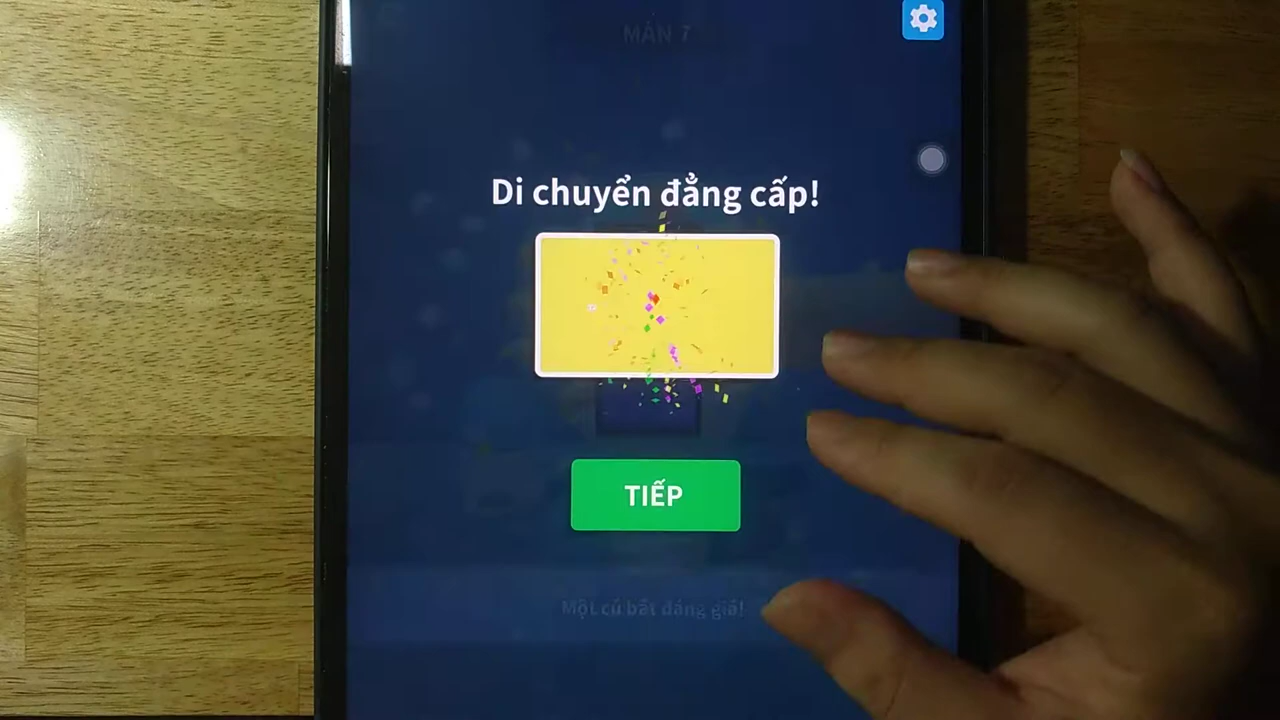 MÀN 7
Di chuyển đẳng cấp!
TIẾP
Một cú bắt đáng giá!